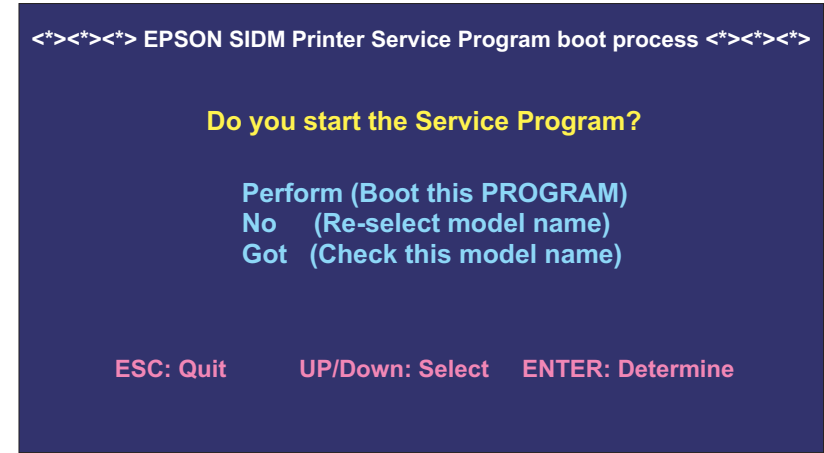 <*><*><*> EPSON SIDM Printer Service Program boot process <*><*><*>
Do you start the Service Program?
Perform (Boot this PROGRAM)
No (Re-select model name)
Got (Check this model name)
ESC: Quit UP/Down: Select ENTER: Determine